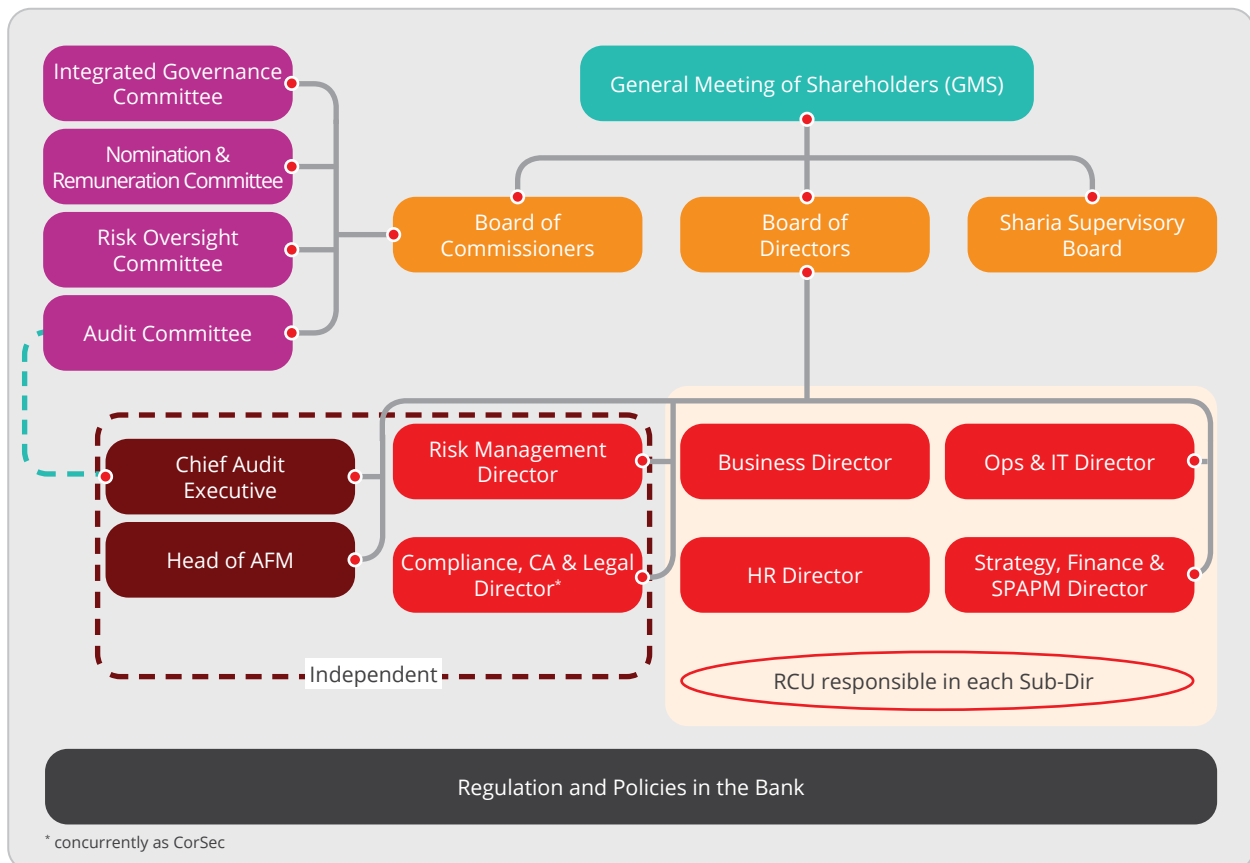 Integrated Governance
Committee
General Meeting of Shareholders (GMS)
Nomination &
Remuneration Committee
Risk Oversight
Committee
Audit Committee
Board of
Commissioners
Board of
Directors
Sharia Supervisory
Board
Chief Audit
Executive
Head of AFM
Risk Management
Director
Compliance, CA & Legal
Director*
Independent
Business Director
Ops & IT Director
HR Director
Strategy, Finance &
SPAPM Director
RCU responsible in each Sub-Dir
Regulation and Policies in the Bank
* concurrently as CorSec